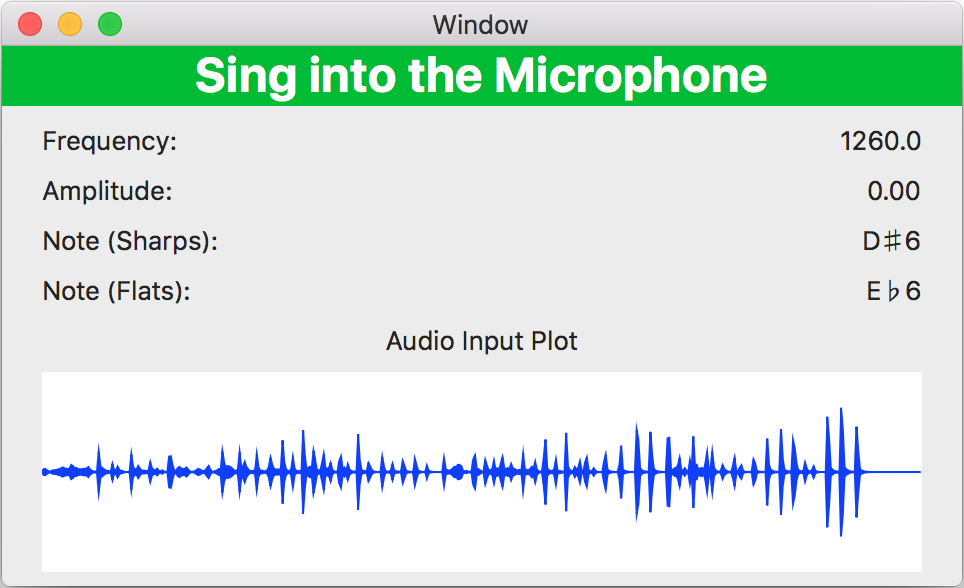 Window
Sing into the Microphone
Frequency: 1260.0
Amplitude: 0.00
Note (Sharps): D♯6
Note (Flats): E♭6
Audio Input Plot